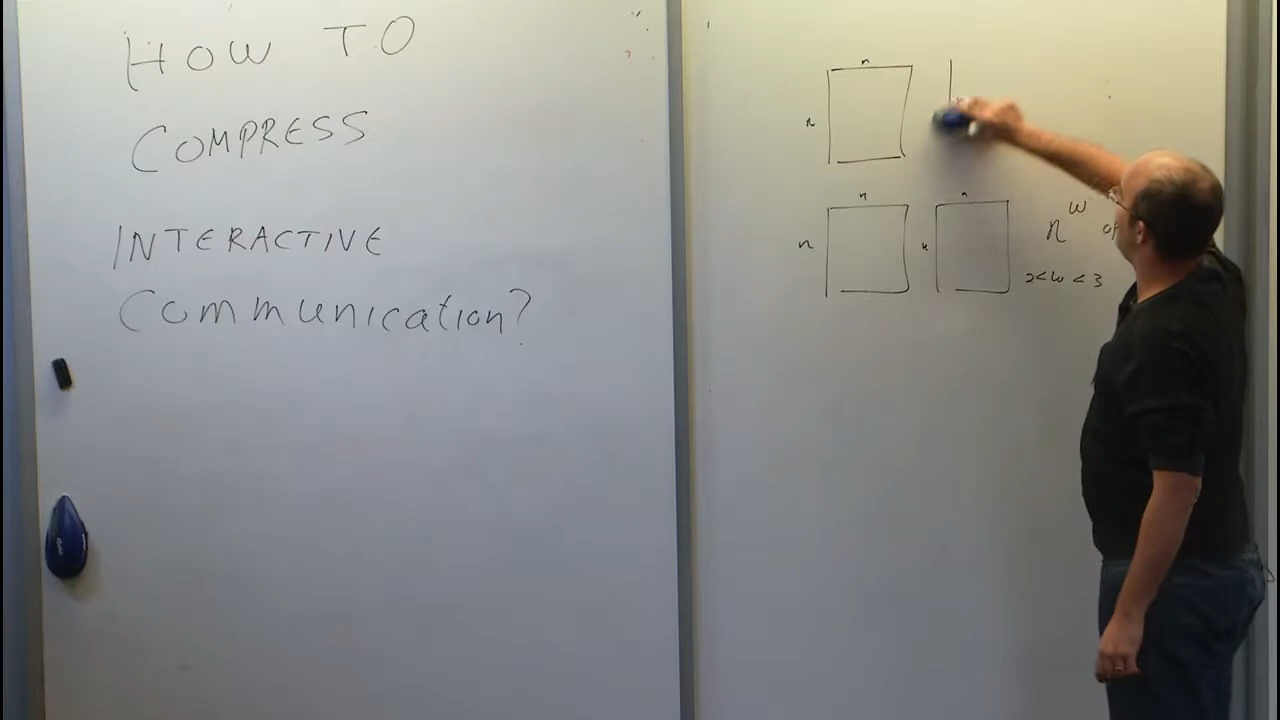 HOW TO
COMPRESS
INTERACTIVE
Communication?
n
n
n n
n n^ω
2<ω<3